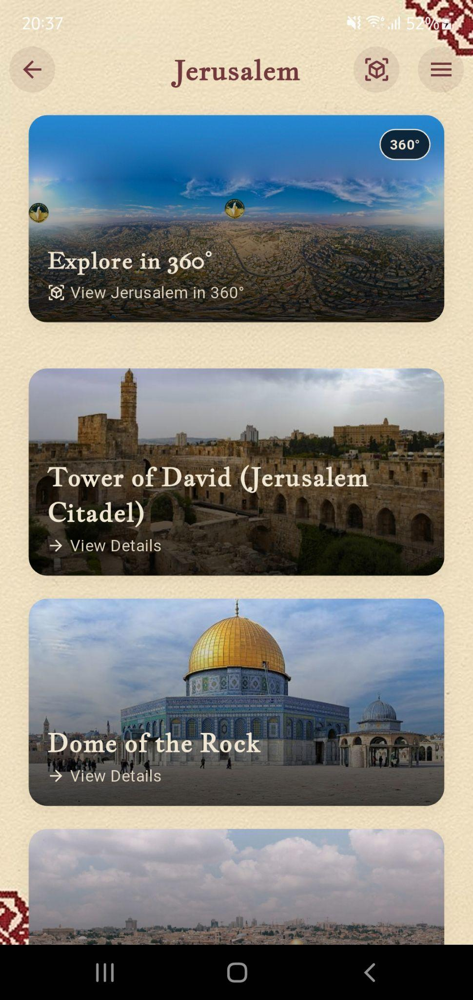 20:37
52%
Jerusalem
360°
Explore in 360°
View Jerusalem in 360°
Tower of David (Jerusalem
Citadel)
View Details
Dome of the Rock
View Details